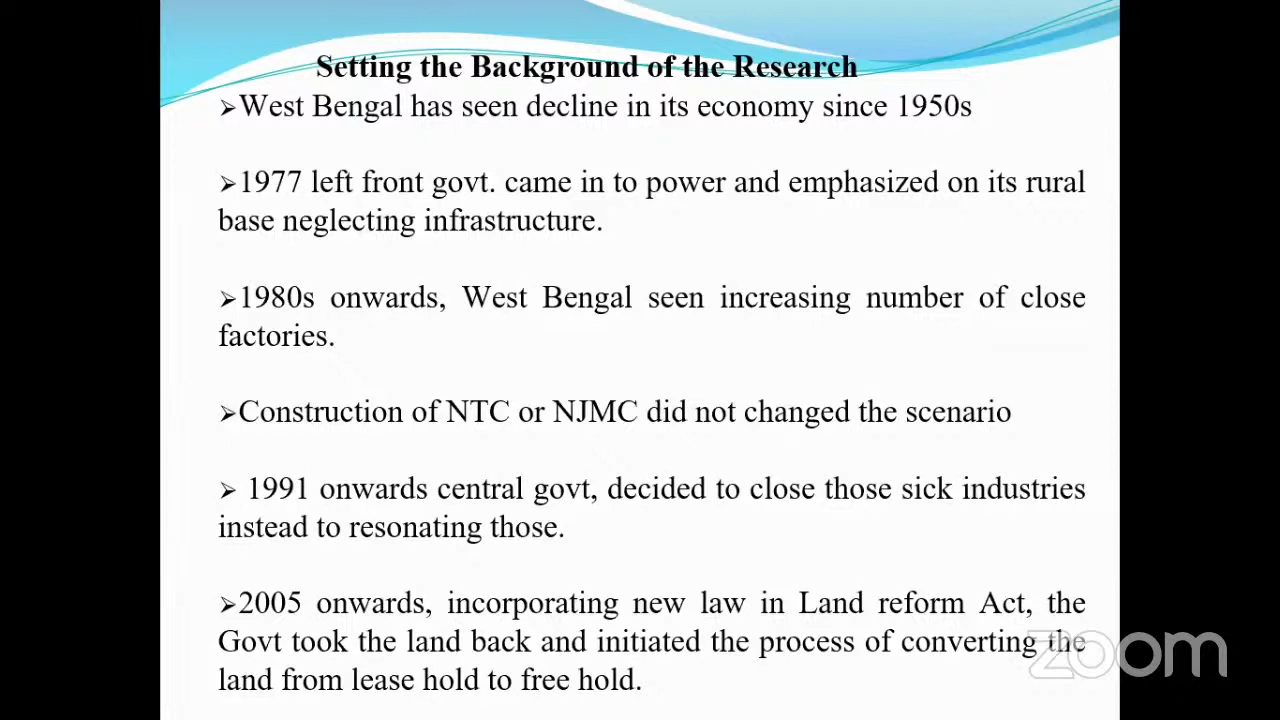 Setting the Background of the Research
➢West Bengal has seen decline in its economy since 1950s
➢1977 left front govt. came in to power and emphasized on its rural
base neglecting infrastructure.
➢1980s onwards, West Bengal seen increasing number of close
factories.
➢Construction of NTC or NJMC did not changed the scenario
➢ 1991 onwards central govt, decided to close those sick industries
instead to resonating those.
➢2005 onwards, incorporating new law in Land reform Act, the
Govt took the land back and initiated the process of converting the
land from lease hold to free hold.
zoom